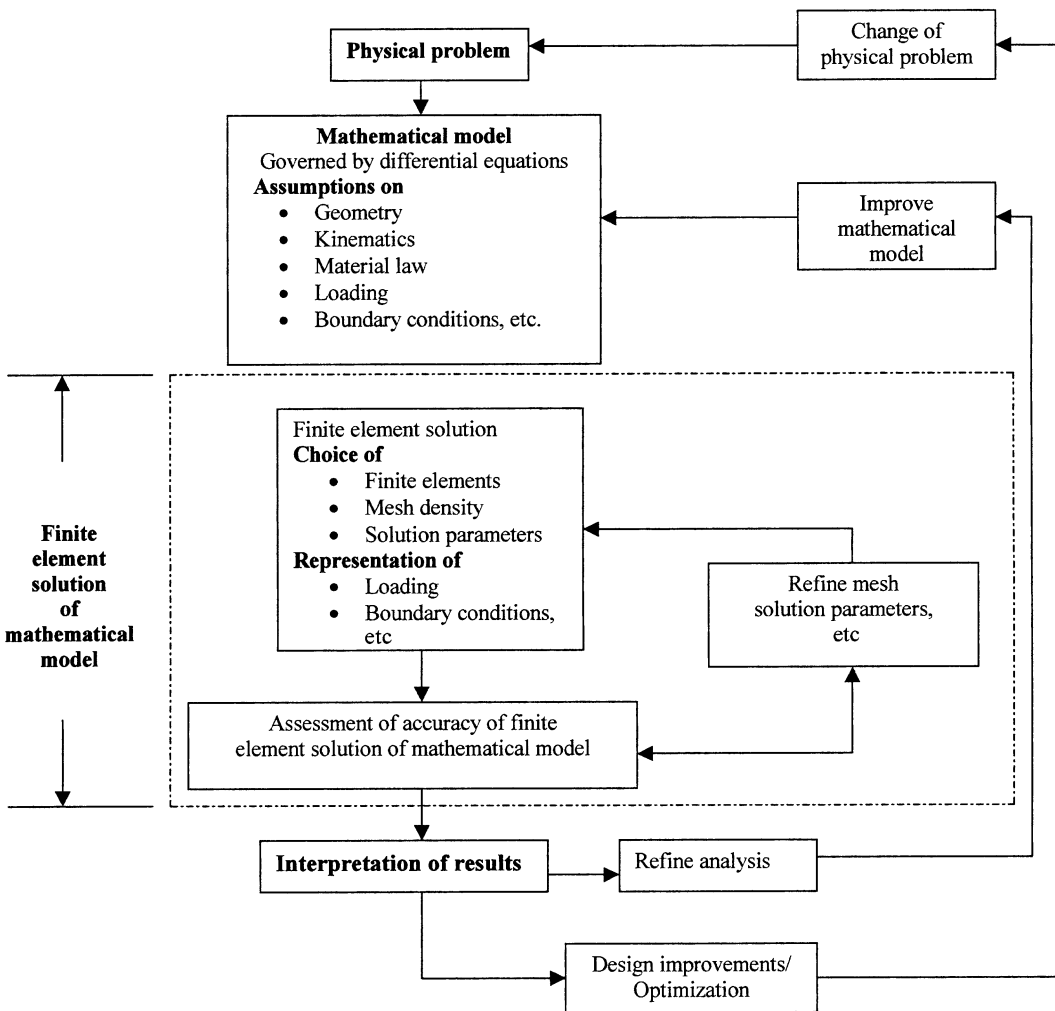 Physical problem
Change of
physical problem
Mathematical model
Governed by differential equations
Assumptions on
• Geometry
• Kinematics
• Material law
• Loading
• Boundary conditions, etc.
Improve
mathematical
model
Finite
element
solution
of
mathematical
model
Finite element solution
Choice of
• Finite elements
• Mesh density
• Solution parameters
Representation of
• Loading
• Boundary conditions,
etc
Refine mesh
solution parameters,
etc
Assessment of accuracy of finite
element solution of mathematical model
Interpretation of results
Refine analysis
Design improvements/
Optimization